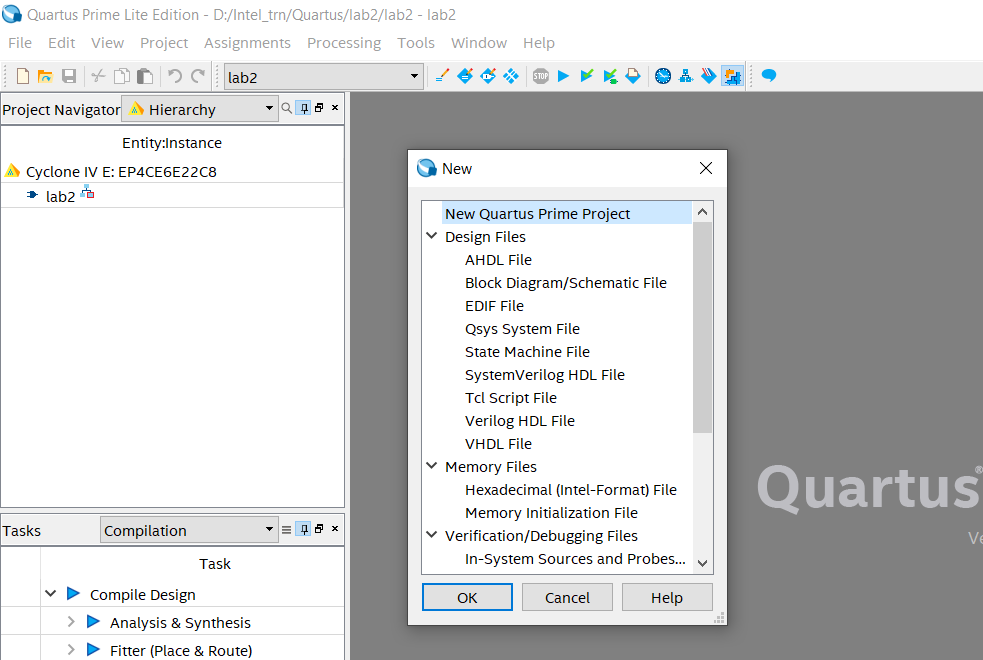 Quartus Prime Lite Edition - D:/Intel_trn/Quartus/lab2/lab2 - lab2
File Edit View Project Assignments Processing Tools Window Help
lab2
STOP
Project Navigator Hierarchy
Entity:Instance
Cyclone IV E: EP4CE6E22C8
lab2
New
New Quartus Prime Project
Design Files
AHDL File
Block Diagram/Schematic File
EDIF File
Qsys System File
State Machine File
SystemVerilog HDL File
Tcl Script File
Verilog HDL File
VHDL File
Memory Files
Hexadecimal (Intel-Format) File
Memory Initialization File
Verification/Debugging Files
In-System Sources and Probes...
OK Cancel Help
Quartus®
Ve
Tasks Compilation
Task
Compile Design
Analysis & Synthesis
Fitter (Place & Route)